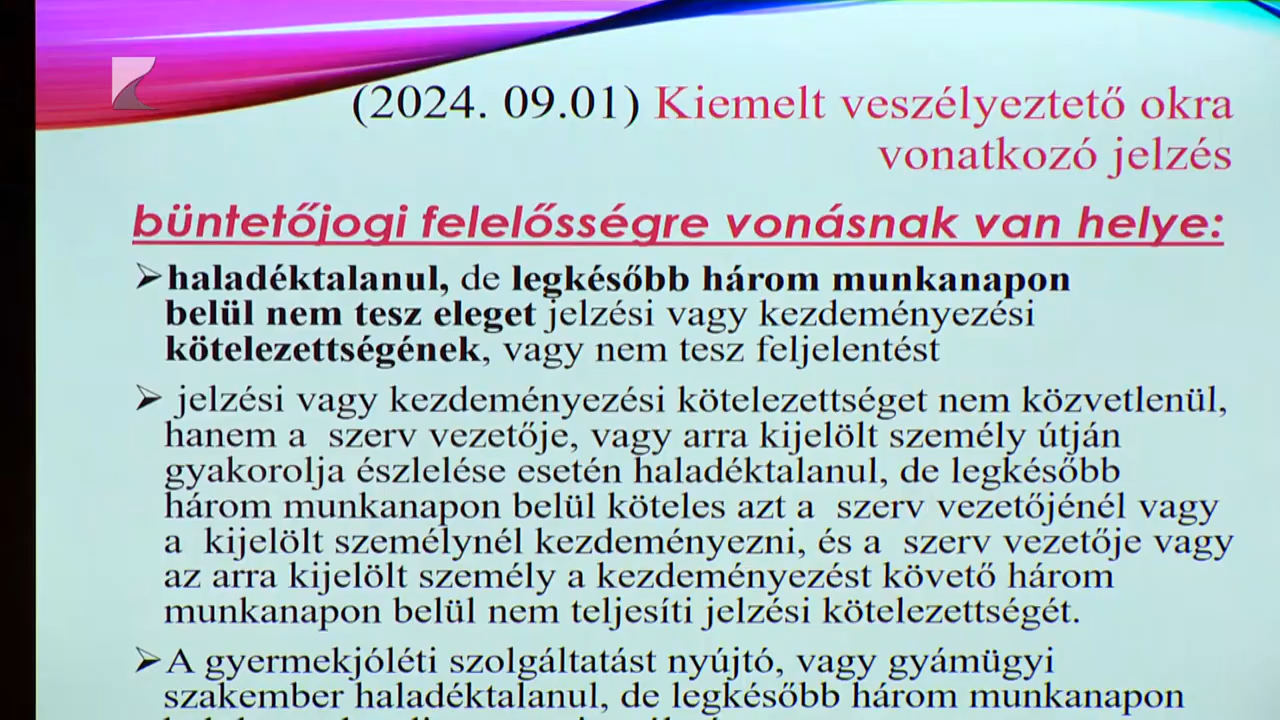 (2024. 09.01) Kiemelt veszélyeztető okra
vonatkozó jelzés
büntetőjogi felelősségre vonásnak van helye:
haladéktalanul, de legkésőbb három munkanapon
belül nem tesz eleget jelzési vagy kezdeményezési
kötelezettségének, vagy nem tesz feljelentést
jelzési vagy kezdeményezési kötelezettséget nem közvetlenül,
hanem a szerv vezetője, vagy arra kijelölt személy útján
gyakorolja észlelése esetén haladéktalanul, de legkésőbb
három munkanapon belül köteles azt a szerv vezetőjénél vagy
a kijelölt személynél kezdeményezni, és a szerv vezetője vagy
az arra kijelölt személy a kezdeményezést követő három
munkanapon belül nem teljesíti jelzési kötelezettségét.
A gyermekjóléti szolgáltatást nyújtó, vagy gyámügyi
szakember haladéktalanul, de legkésőbb három munkanapon